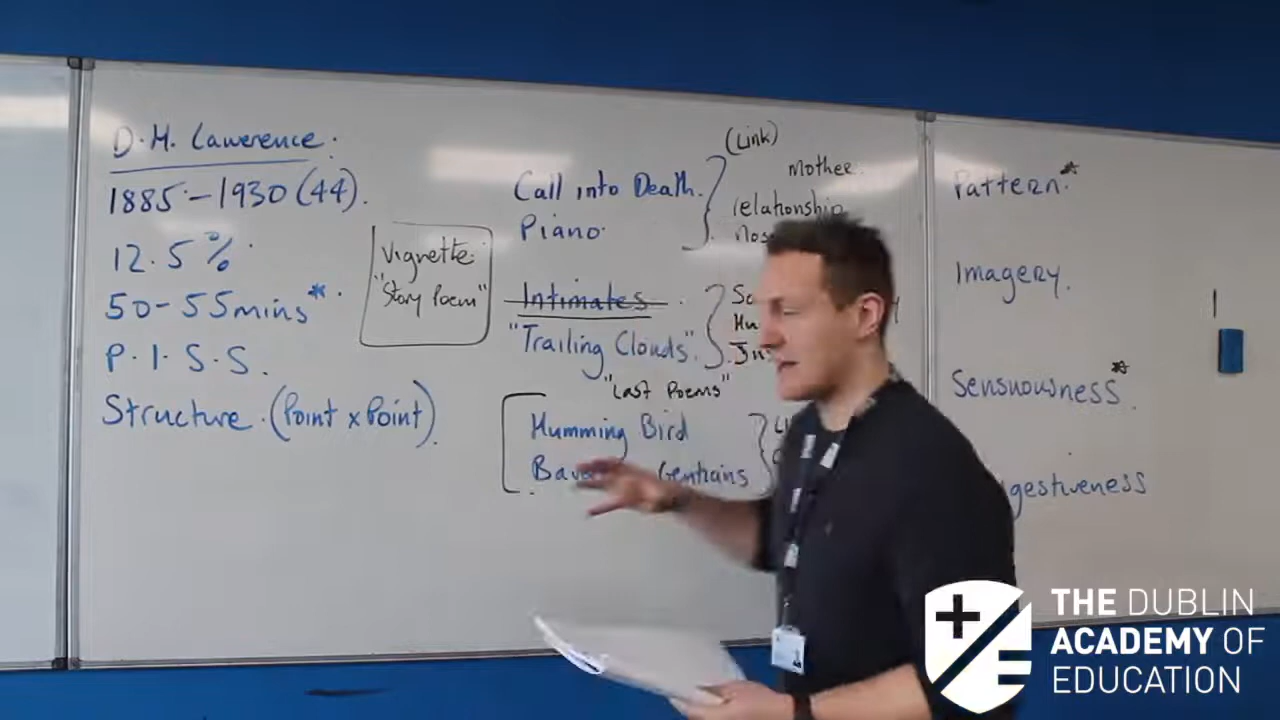 D.H. Lawerence.
1885 - 1930 (44).
12.5%
50-55mins*.
P.I.S.S.
Structure. (Point x Point).
Vignette.
"Story Poem"
(Link)
Call into Death.
Piano.
mother.
relationship
Intimates
"Trailing Clouds".
"Last Poems"
Humming Bird
Gentians
Pattern.*
Imagery.
Sensuousness*.
THE DUBLIN
ACADEMY OF
EDUCATION